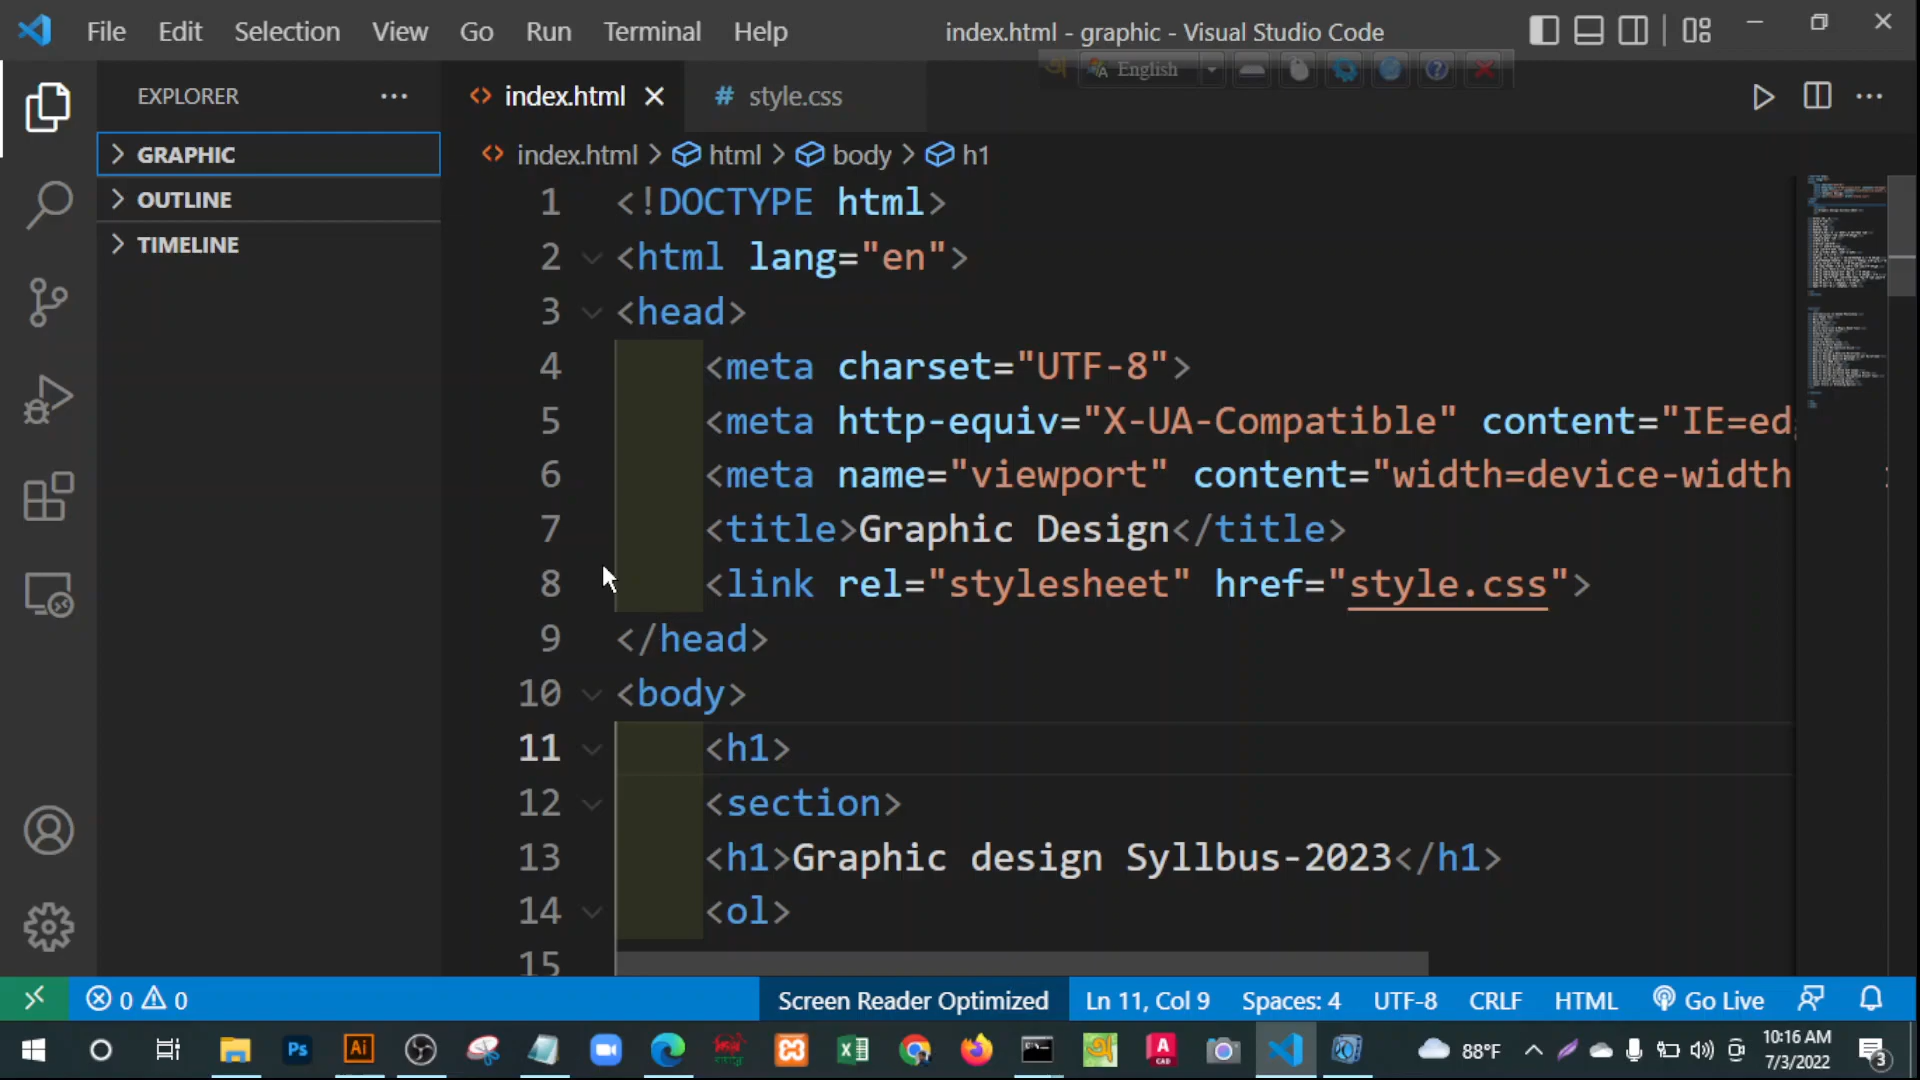 File Edit Selection View Go Run Terminal Help index.html - graphic - Visual Studio Code
English
EXPLORER ... index.html # style.css
GRAPHIC index.html > html > body > h1
OUTLINE
TIMELINE
1 <!DOCTYPE html>
2 <html lang="en">
3 <head>
4 <meta charset="UTF-8">
5 <meta http-equiv="X-UA-Compatible" content="IE=ed
6 <meta name="viewport" content="width=device-width
7 <title>Graphic Design</title>
8 <link rel="stylesheet" href="style.css">
9 </head>
10 <body>
11 <h1>
12 <section>
13 <h1>Graphic design Syllbus-2023</h1>
14 <ol>
15
0 0 Screen Reader Optimized Ln 11, Col 9 Spaces: 4 UTF-8 CRLF HTML Go Live
Ps Ai 88°F 10:16 AM
7/3/2022 3